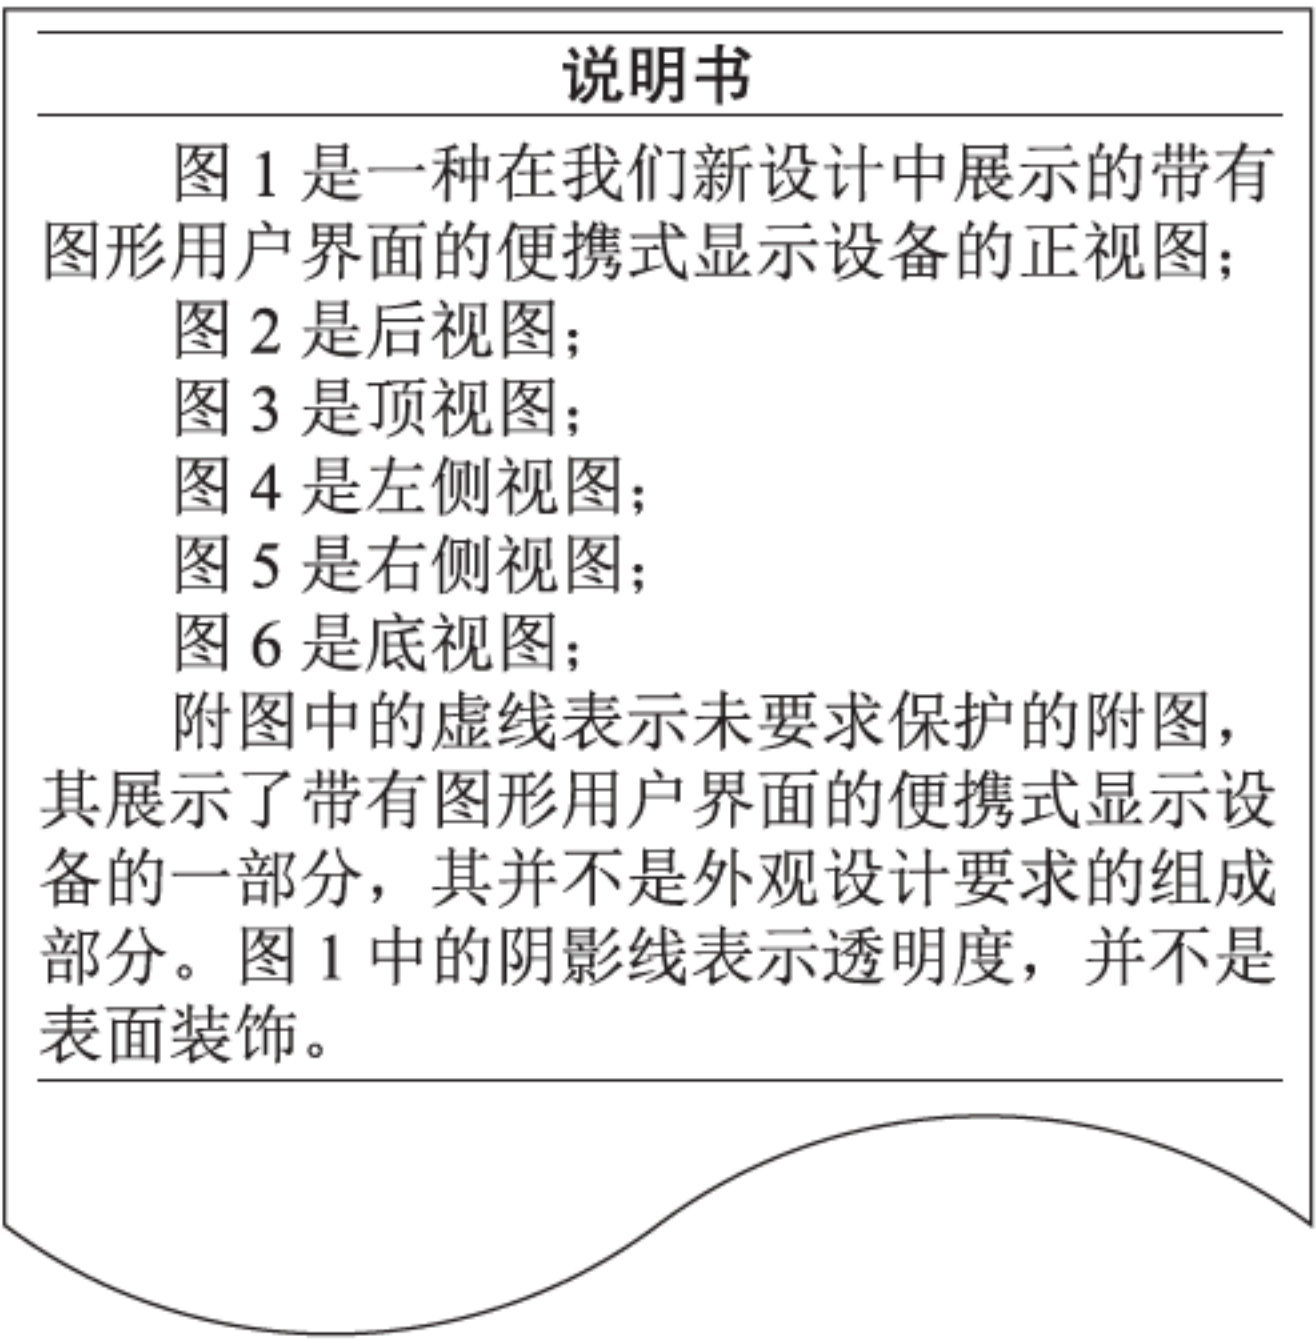 说明书
图 1 是一种在我们新设计中展示的带有
图形用户界面的便携式显示设备的正视图；
图 2 是后视图；
图 3 是顶视图；
图 4 是左侧视图；
图 5 是右侧视图；
图 6 是底视图；
附图中的虚线表示未要求保护的附图，
其展示了带有图形用户界面的便携式显示设
备的一部分，其并不是外观设计要求的组成
部分。图 1 中的阴影线表示透明度，并不是
表面装饰。